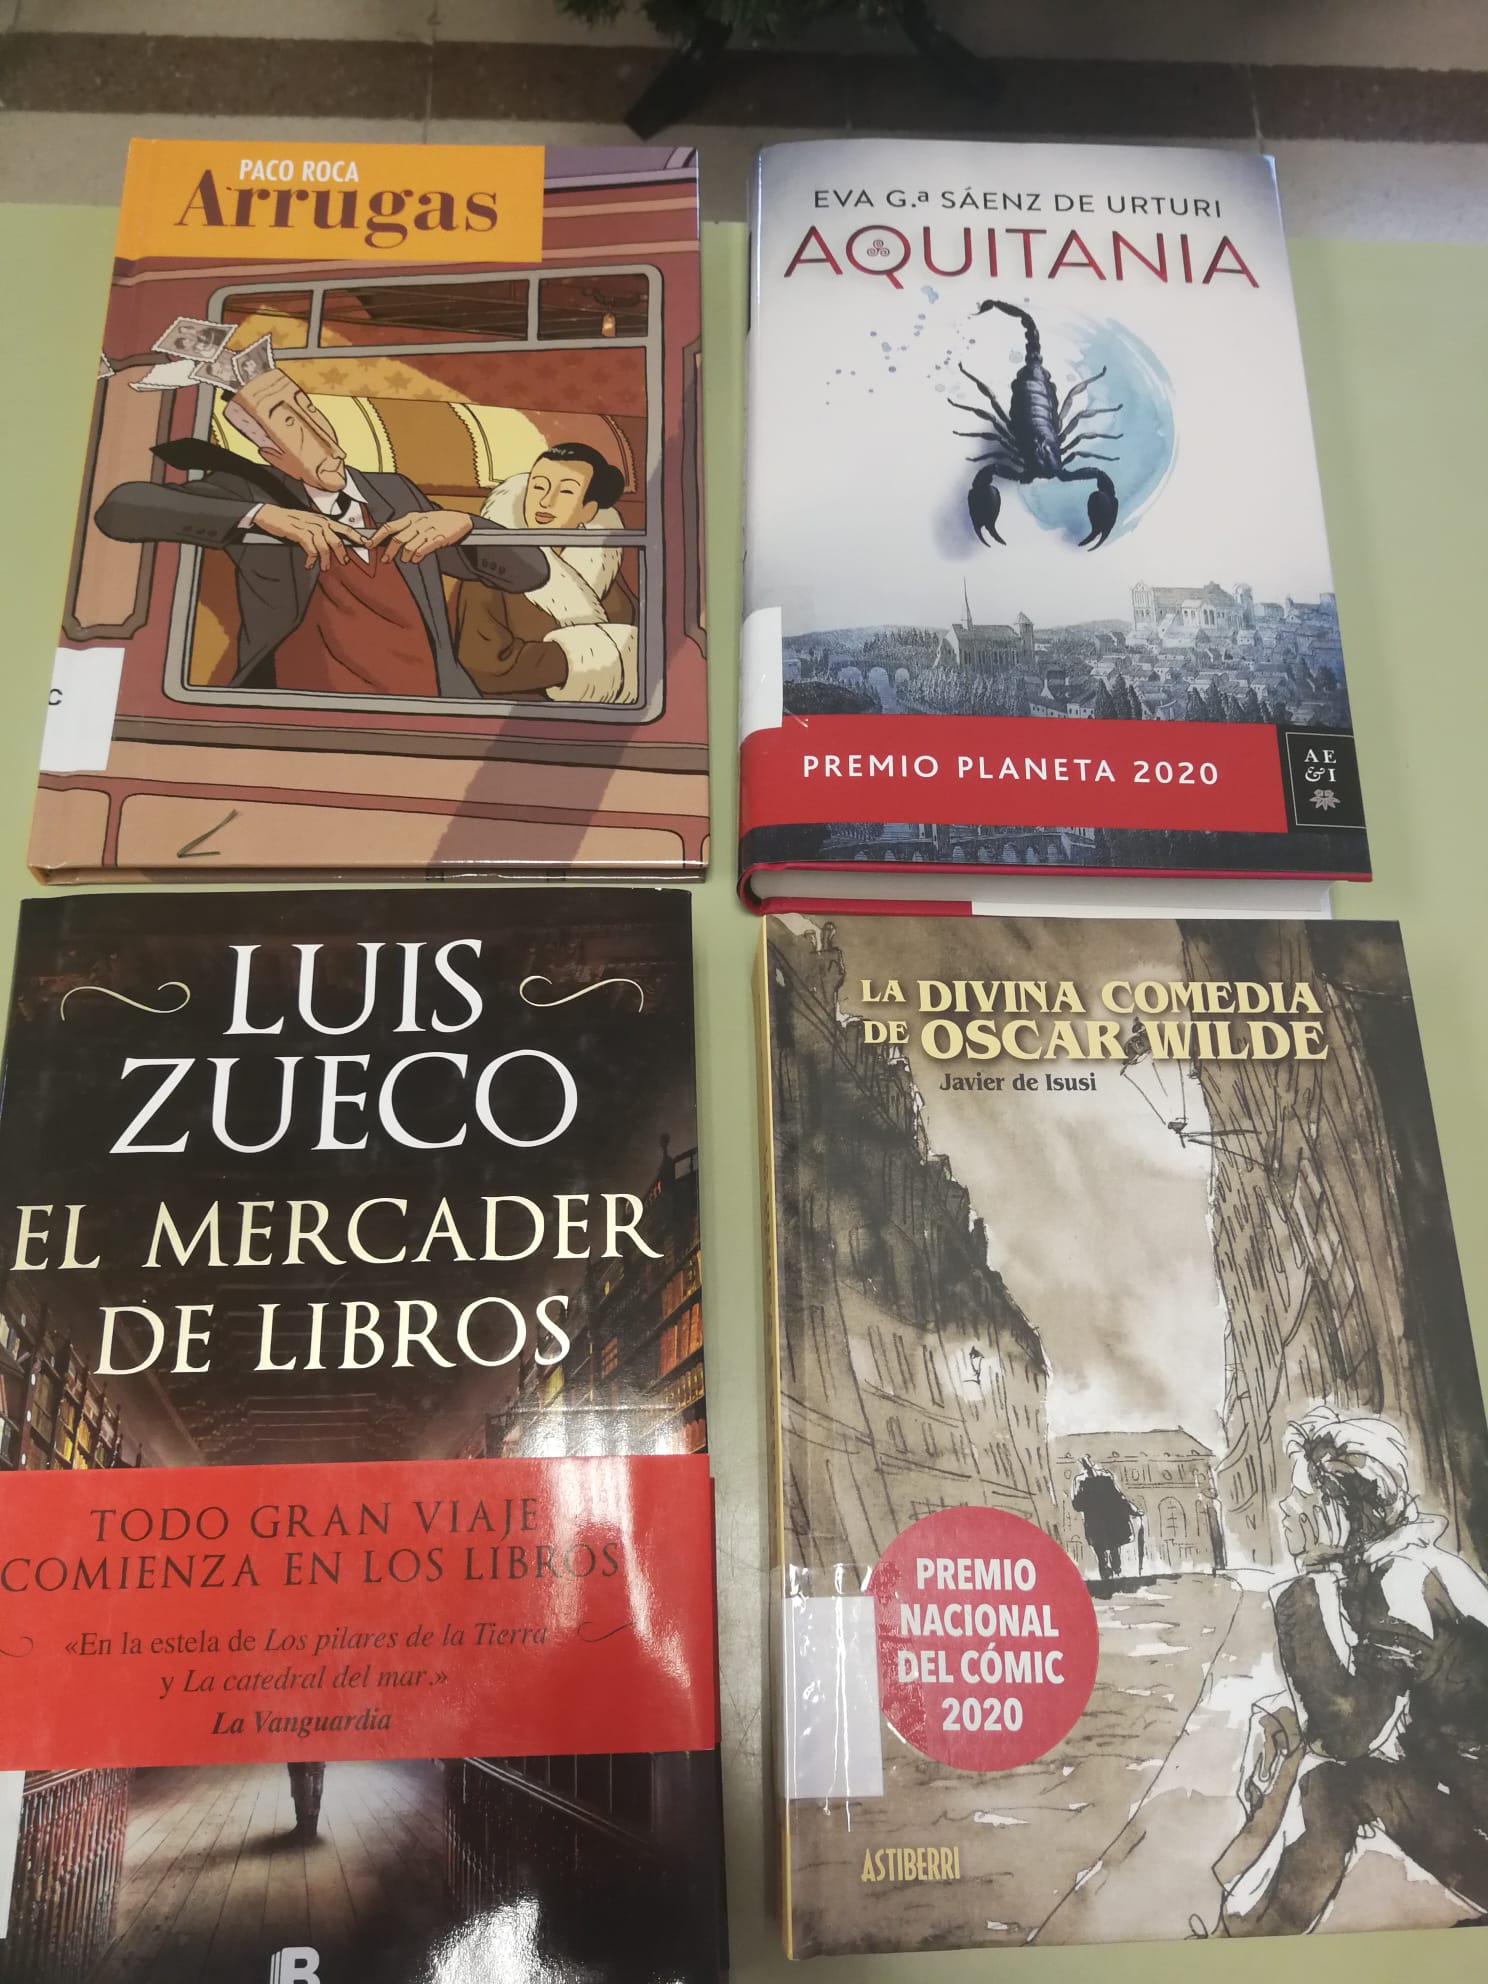 PACO ROCA
Arrugas
C
EVA G.ª SÁENZ DE URTURI
AQUITANIA
PREMIO PLANETA 2020
AE
&I
LUIS
ZUECO
EL MERCADER
DE LIBROS
TODO GRAN VIAJE
COMIENZA EN LOS LIBROS
«En la estela de Los pilares de la Tierra
y La catedral del mar.»
La Vanguardia
B
LA DIVINA COMEDIA
DE OSCAR WILDE
Javier de Isusi
PREMIO
NACIONAL
DEL CÓMIC
2020
ASTIBERRI